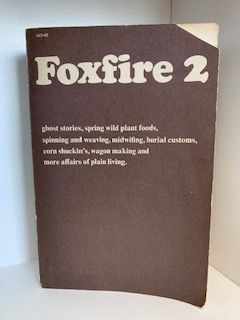 Foxfire 2
ghost stories, spring wild plant foods,
spinning and weaving, midwifing, burial customs,
corn shuckin's, wagon making and
more affairs of plain living.